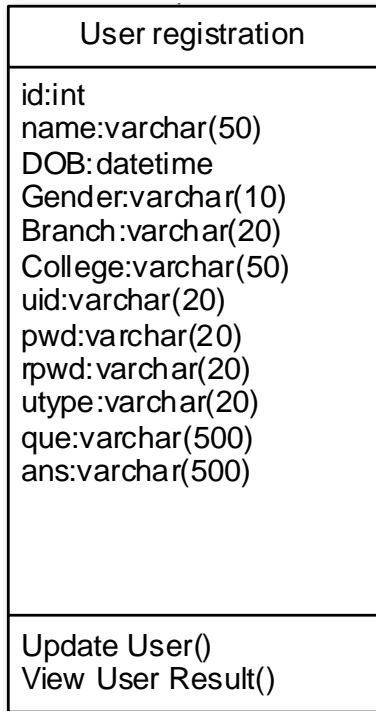 User registration
id:int
name:varchar(50)
DOB:datetime
Gender:varchar(10)
Branch:varchar(20)
College:varchar(50)
uid:varchar(20)
pwd:varchar(20)
rpwd:varchar(20)
utype:varchar(20)
que:varchar(500)
ans:varchar(500)
Update User()
View User Result()